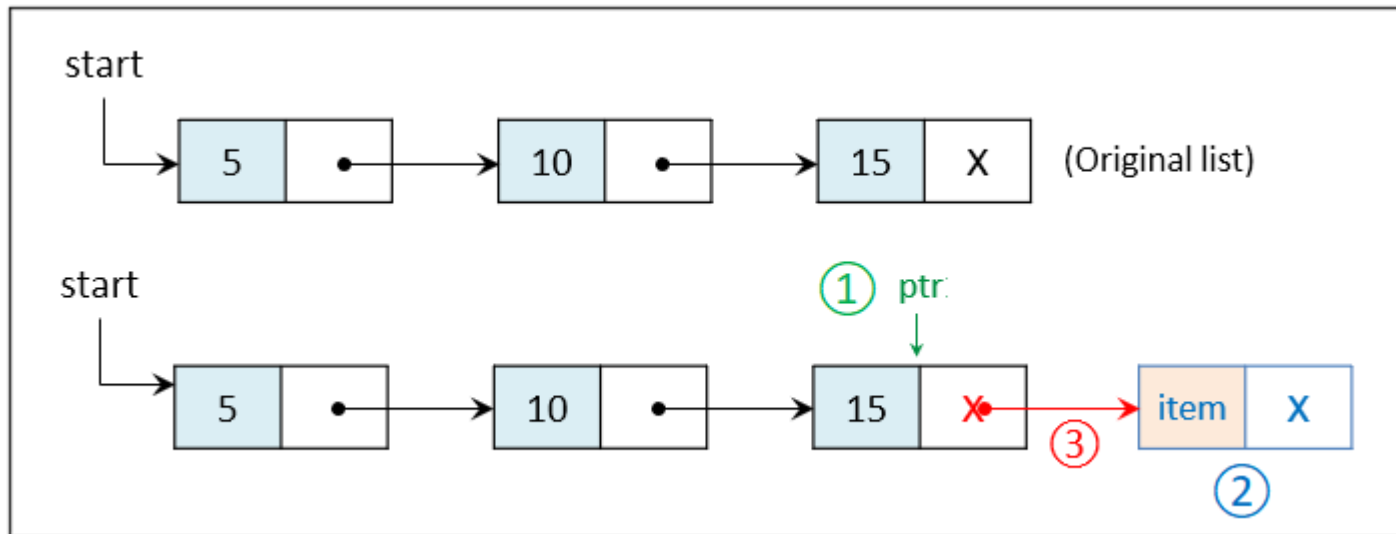 start
5 10 15 X (Original list)
start ① ptr:
5 10 15 X item X
③
②